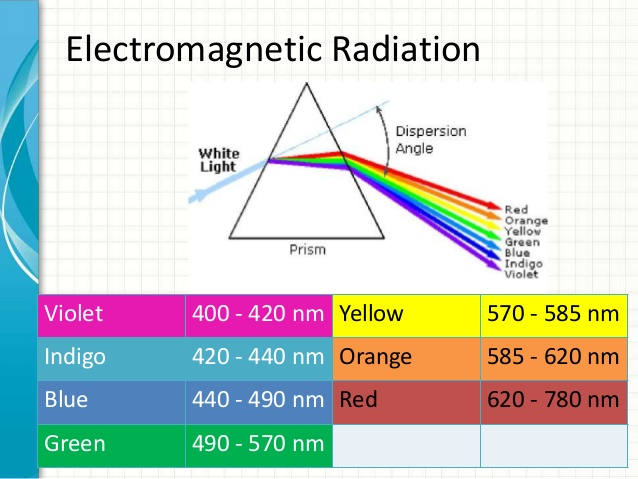 Electromagnetic Radiation
White
Light
Dispersion
Angle
Prism
Red
Orange
Yellow
Green
Blue
Indigo
Violet
Violet 400 - 420 nm Yellow 570 - 585 nm
Indigo 420 - 440 nm Orange 585 - 620 nm
Blue 440 - 490 nm Red 620 - 780 nm
Green 490 - 570 nm